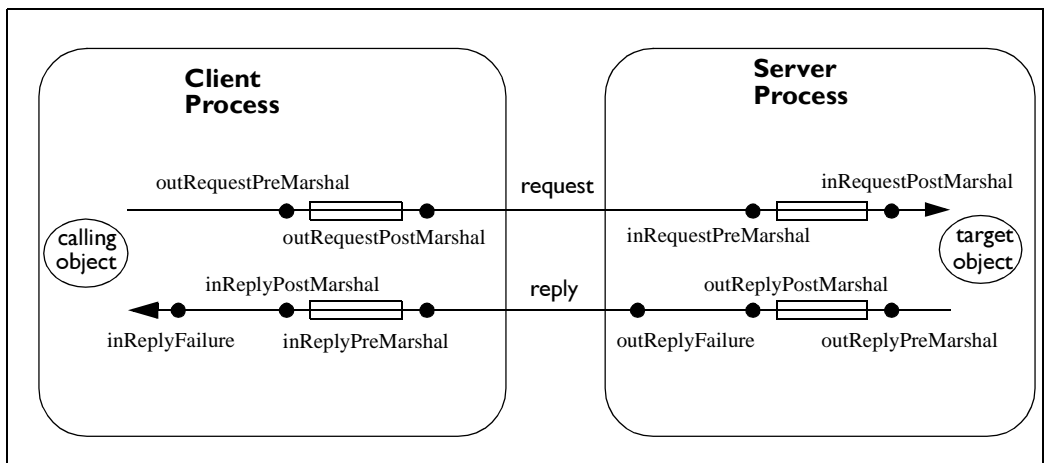 Client
Process
Server
Process
outRequestPreMarshal
request
inRequestPostMarshal
calling
object
outRequestPostMarshal
inRequestPreMarshal
target
object
inReplyPostMarshal
reply
outReplyPostMarshal
inReplyFailure
inReplyPreMarshal
outReplyFailure
outReplyPreMarshal